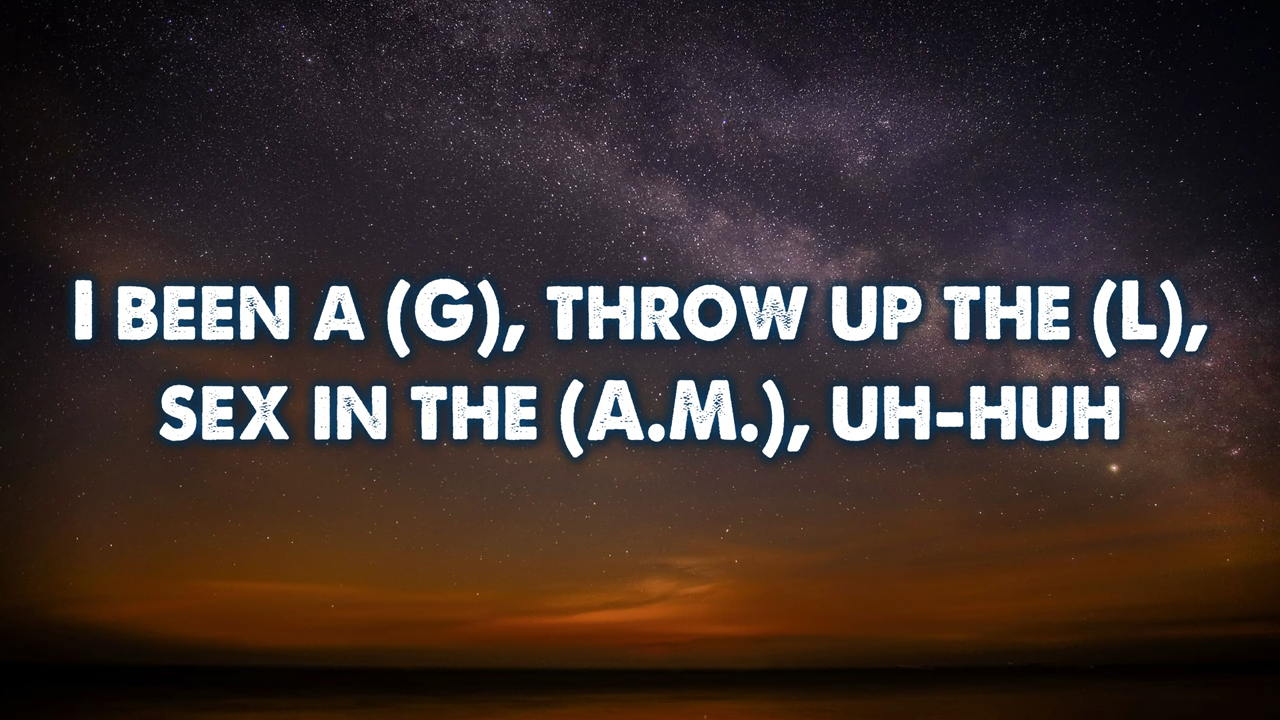 I BEEN A (G), THROW UP THE (L),
SEX IN THE (A.M.), UH-HUH